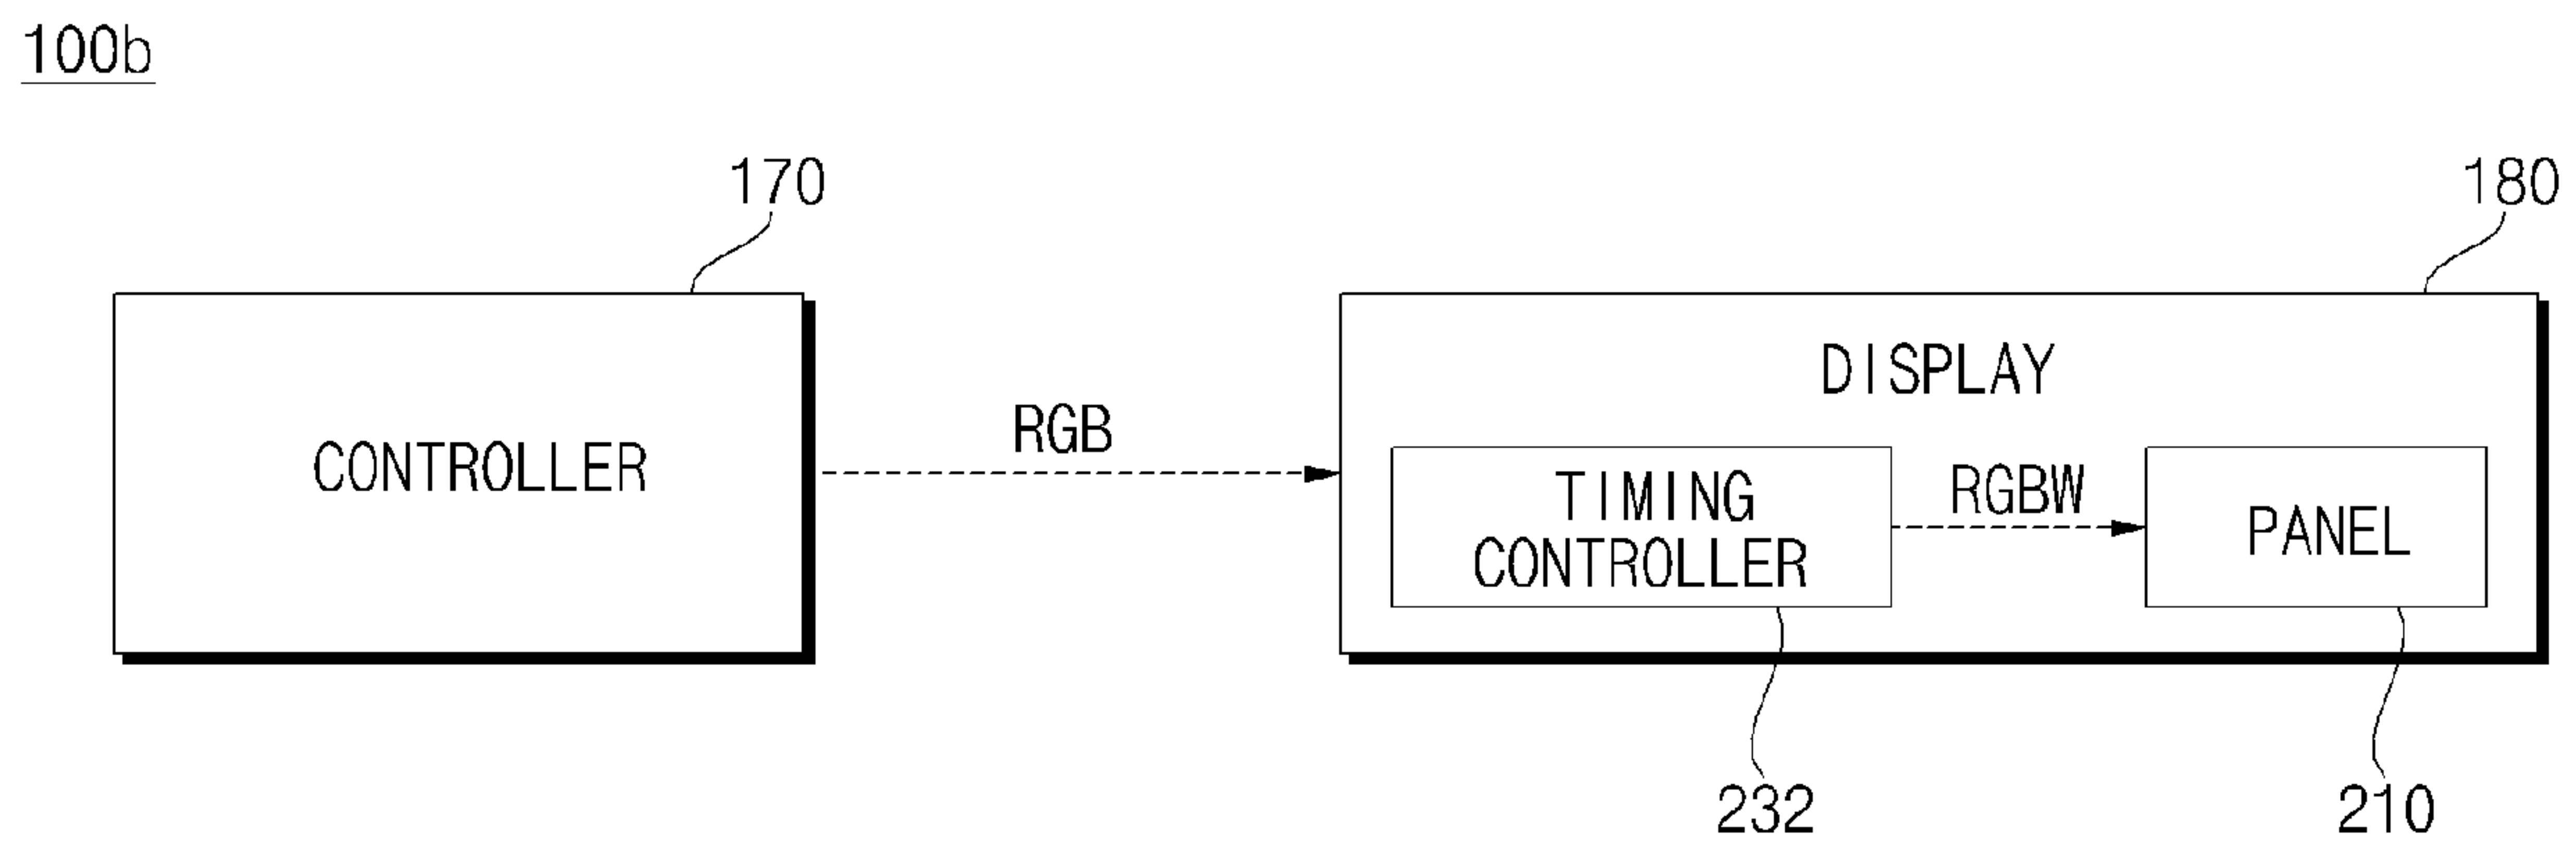 100b
170
180
DISPLAY
RGB
CONTROLLER
TIMING
CONTROLLER
RGBW
PANEL
232
210